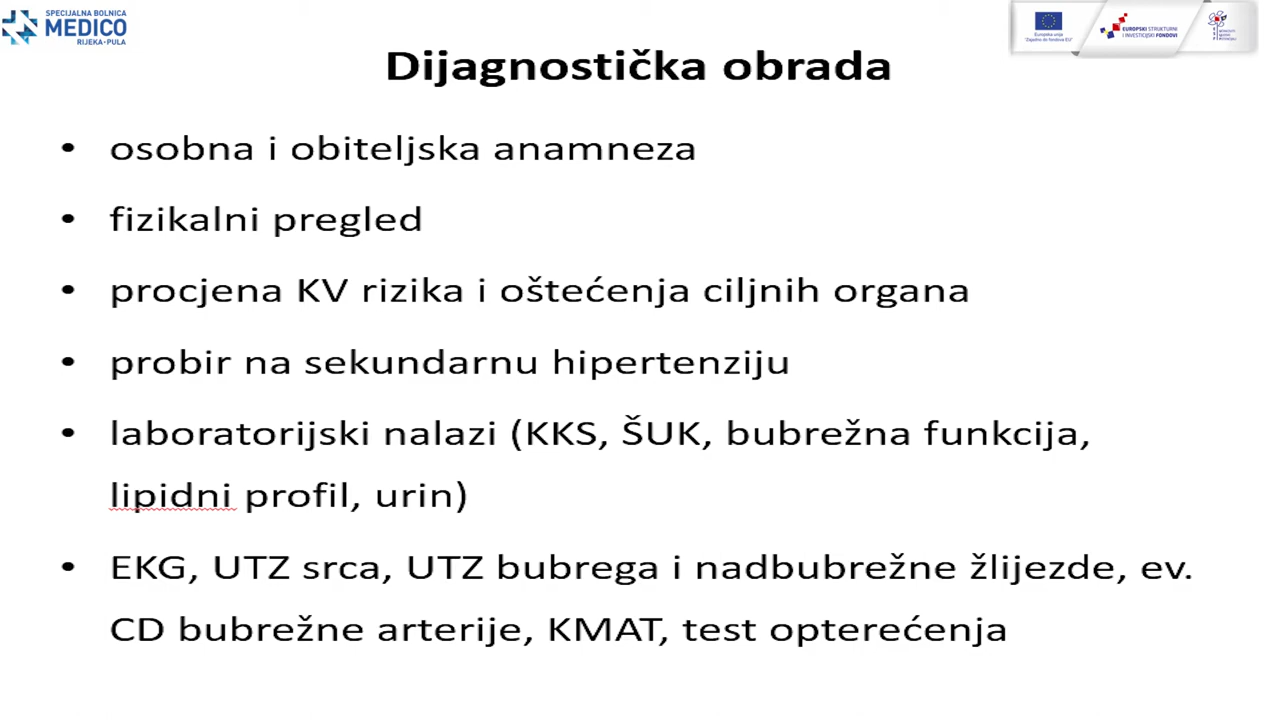 SPECIJALNA BOLNICA
MEDICO
RIJEKA·PULA
Europska unija
"Zajedno do fondova EU"
EUROPSKI STRUKTURNI
I INVESTICIJSKI FONDOVI
Dijagnostička obrada
• osobna i obiteljska anamneza
• fizikalni pregled
• procjena KV rizika i oštećenja ciljnih organa
• probir na sekundarnu hipertenziju
• laboratorijski nalazi (KKS, ŠUK, bubrežna funkcija,
lipidni profil, urin)
• EKG, UTZ srca, UTZ bubrega i nadbubrežne žlijezde, ev.
CD bubrežne arterije, KMAT, test opterećenja